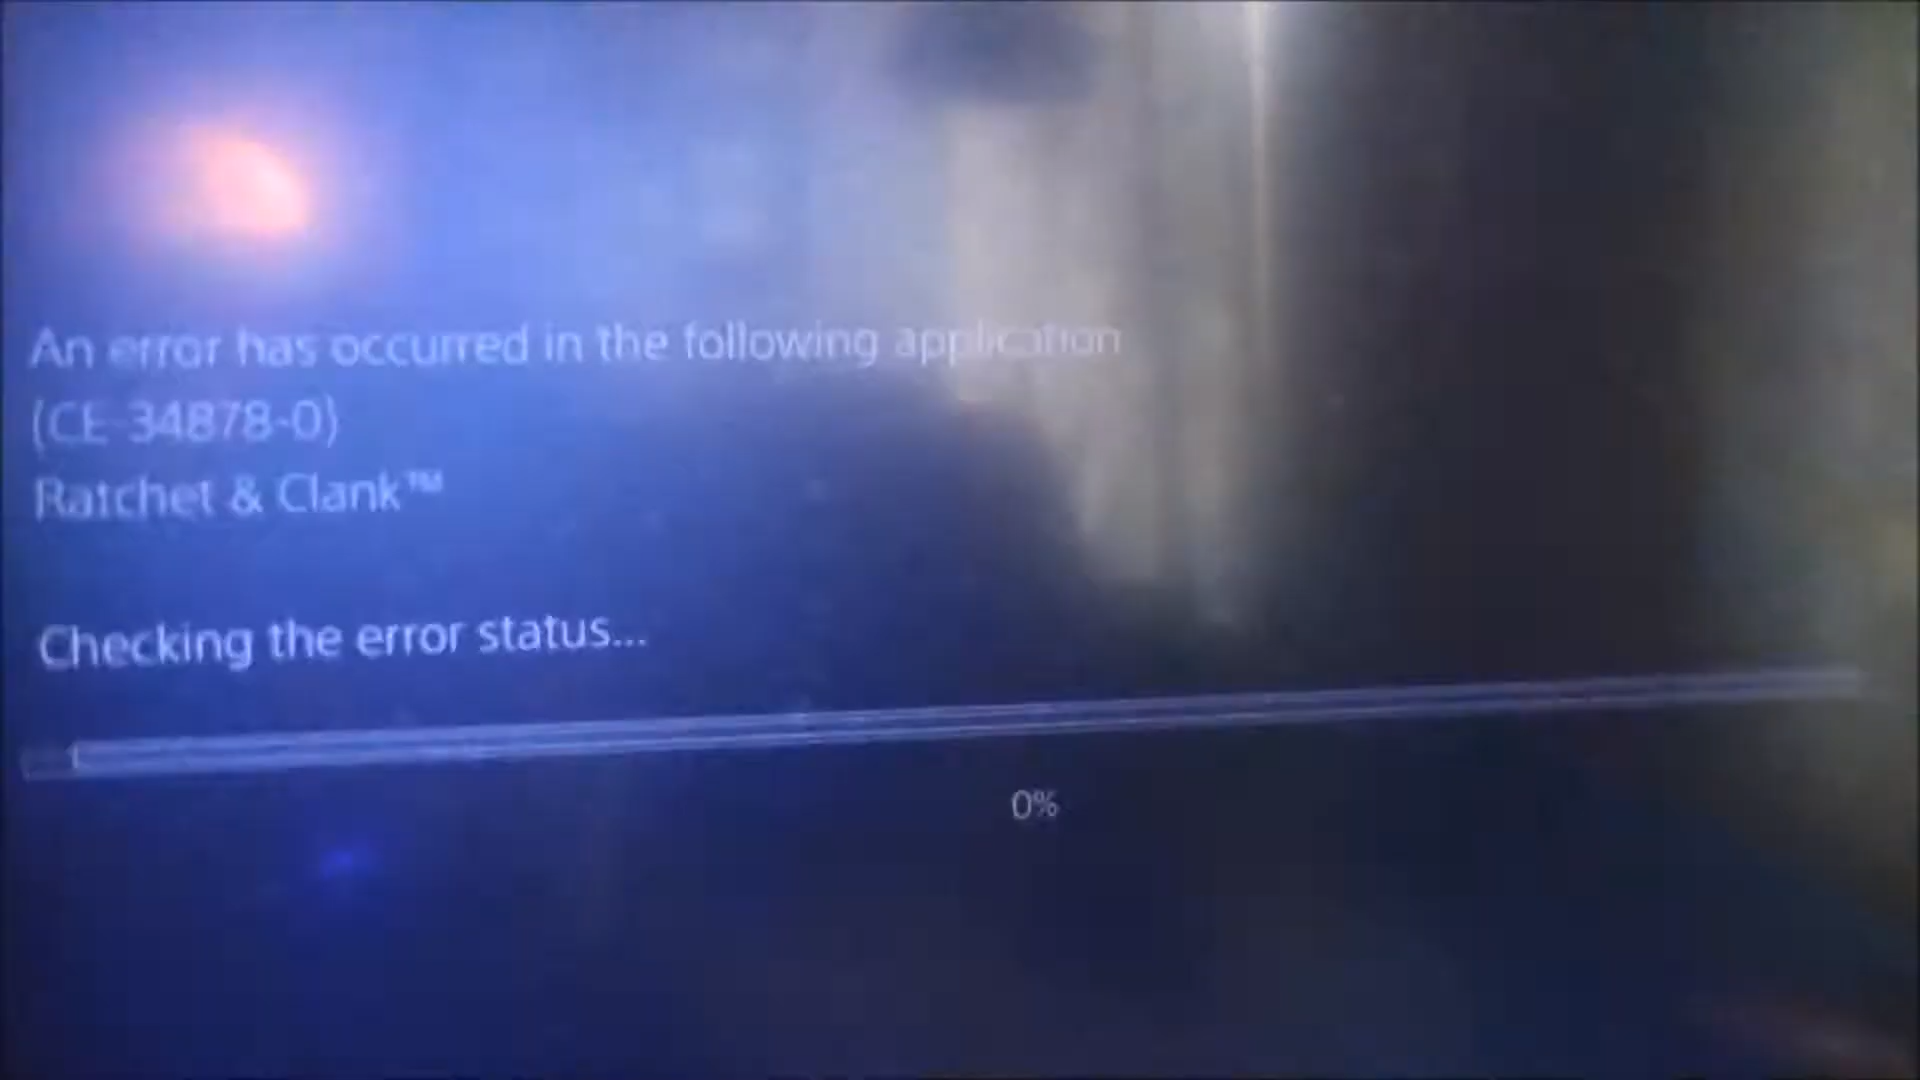 An error has occurred in the following application
(CE-34878-0)
Ratchet & Clank™
Checking the error status...
0%